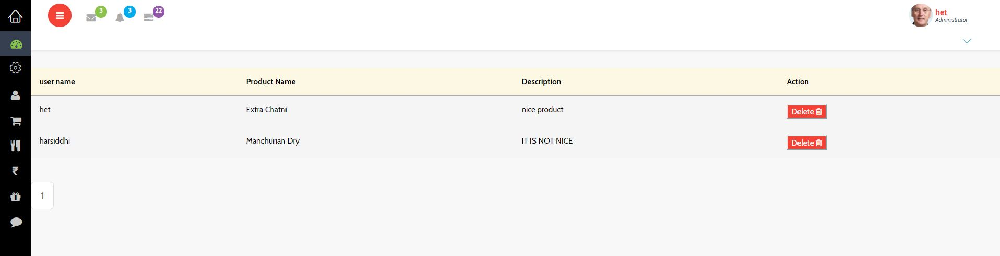 3 3 22
het
Administrator
user name Product Name Description Action
het Extra Chatni nice product Delete
harsiddhi Manchurian Dry IT IS NOT NICE Delete
₹
1